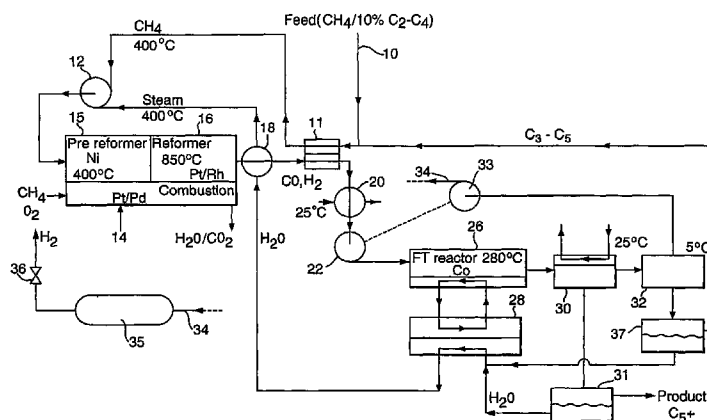 Feed(CH4/10% C2-C4)
CH4
400°C
10
12
Steam
400°C
15
16
18
11
C3 - C5
Pre reformer
Ni
400°C
Reformer
850°C
Pt/Rh
CO,H2
CH4
O2
Pt/Pd
Combustion
14
H2O/CO2
H2O
20
25°C
22
34
33
26
FT reactor 280°C
Co
25°C
30
5°C
32
28
37
H2
36
35
34
H2O
31
Product
C5+